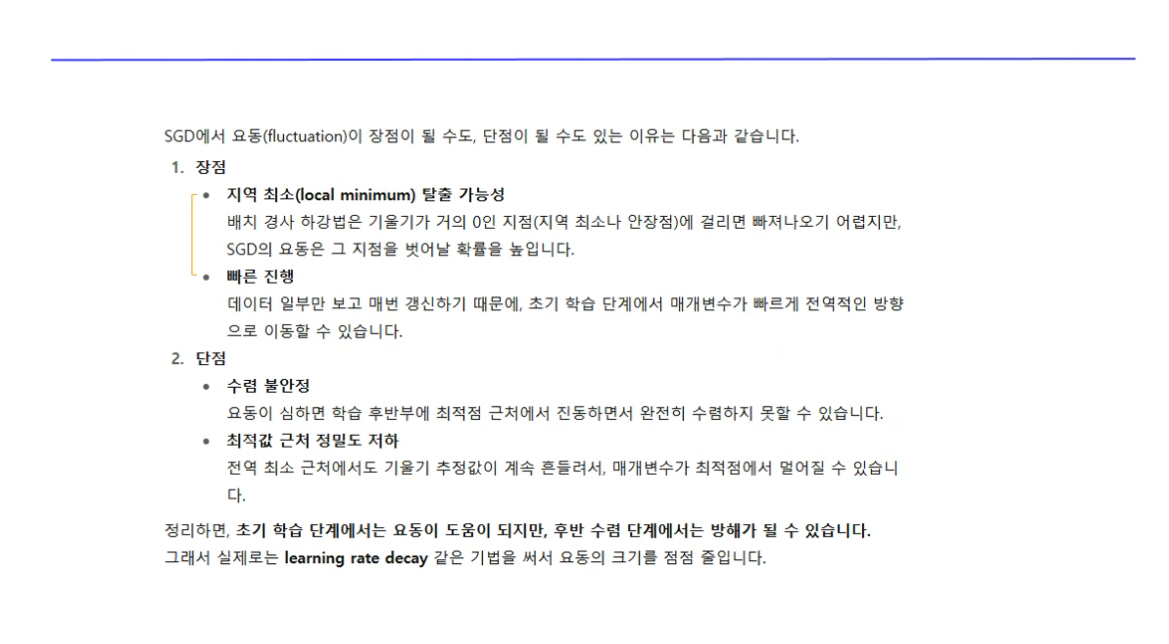 SGD에서 요동(fluctuation)이 장점이 될 수도, 단점이 될 수도 있는 이유는 다음과 같습니다.
1. 장점
• 지역 최소(local minimum) 탈출 가능성
배치 경사 하강법은 기울기가 거의 0인 지점(지역 최소나 안장점)에 걸리면 빠져나오기 어렵지만,
SGD의 요동은 그 지점을 벗어날 확률을 높입니다.
• 빠른 진행
데이터 일부만 보고 매번 갱신하기 때문에, 초기 학습 단계에서 매개변수가 빠르게 전역적인 방향
으로 이동할 수 있습니다.
2. 단점
• 수렴 불안정
요동이 심하면 학습 후반부에 최적점 근처에서 진동하면서 완전히 수렴하지 못할 수 있습니다.
• 최적값 근처 정밀도 저하
전역 최소 근처에서도 기울기 추정값이 계속 흔들려서, 매개변수가 최적점에서 멀어질 수 있습니
다.
정리하면, 초기 학습 단계에서는 요동이 도움이 되지만, 후반 수렴 단계에서는 방해가 될 수 있습니다.
그래서 실제로는 learning rate decay 같은 기법을 써서 요동의 크기를 점점 줄입니다.